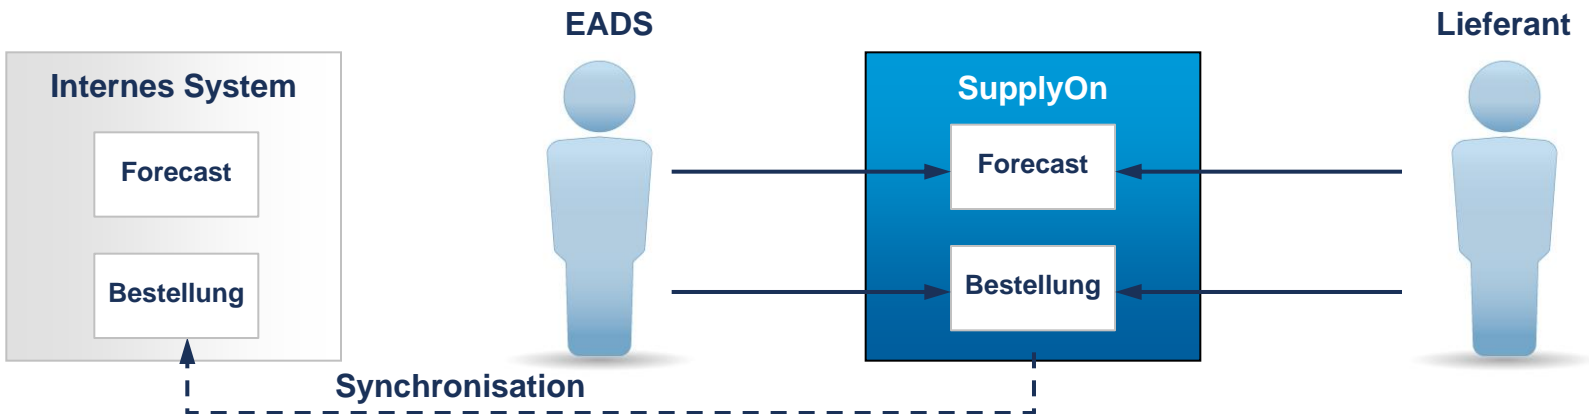 EADS
Lieferant
Internes System
SupplyOn
Forecast
Forecast
Bestellung
Bestellung
Synchronisation